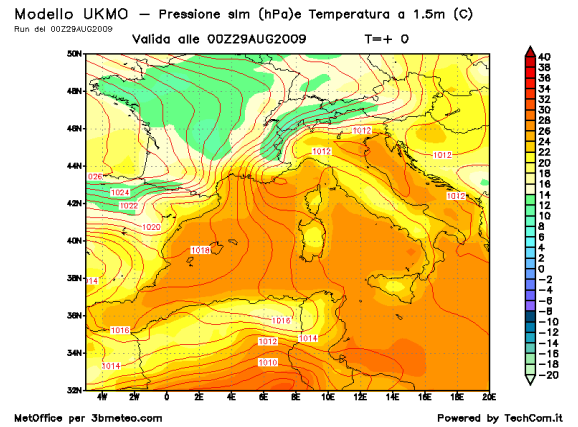 Modello UKMO – Pressione slm (hPa)e Temperatura a 1.5m (C)
Run del 00Z29AUG2009
Valida alle 00Z29AUG2009 T=+ 0
50N
48N
46N
44N
42N
40N
38N
36N
34N
32N
4W 2W 0 2E 4E 6E 8E 10E 12E 14E 16E 18E 20E
1012
1012
1012
1012
1026
1024
1022
1020
1018
14
1016
1016
1014
1012
1014
1010
40
38
36
34
32
30
28
26
24
22
20
18
16
14
12
10
8
6
4
2
0
-2
-4
-6
-8
-10
-12
-14
-16
-18
-20
MetOffice per 3bmeteo.com
Powered by TechCom.it